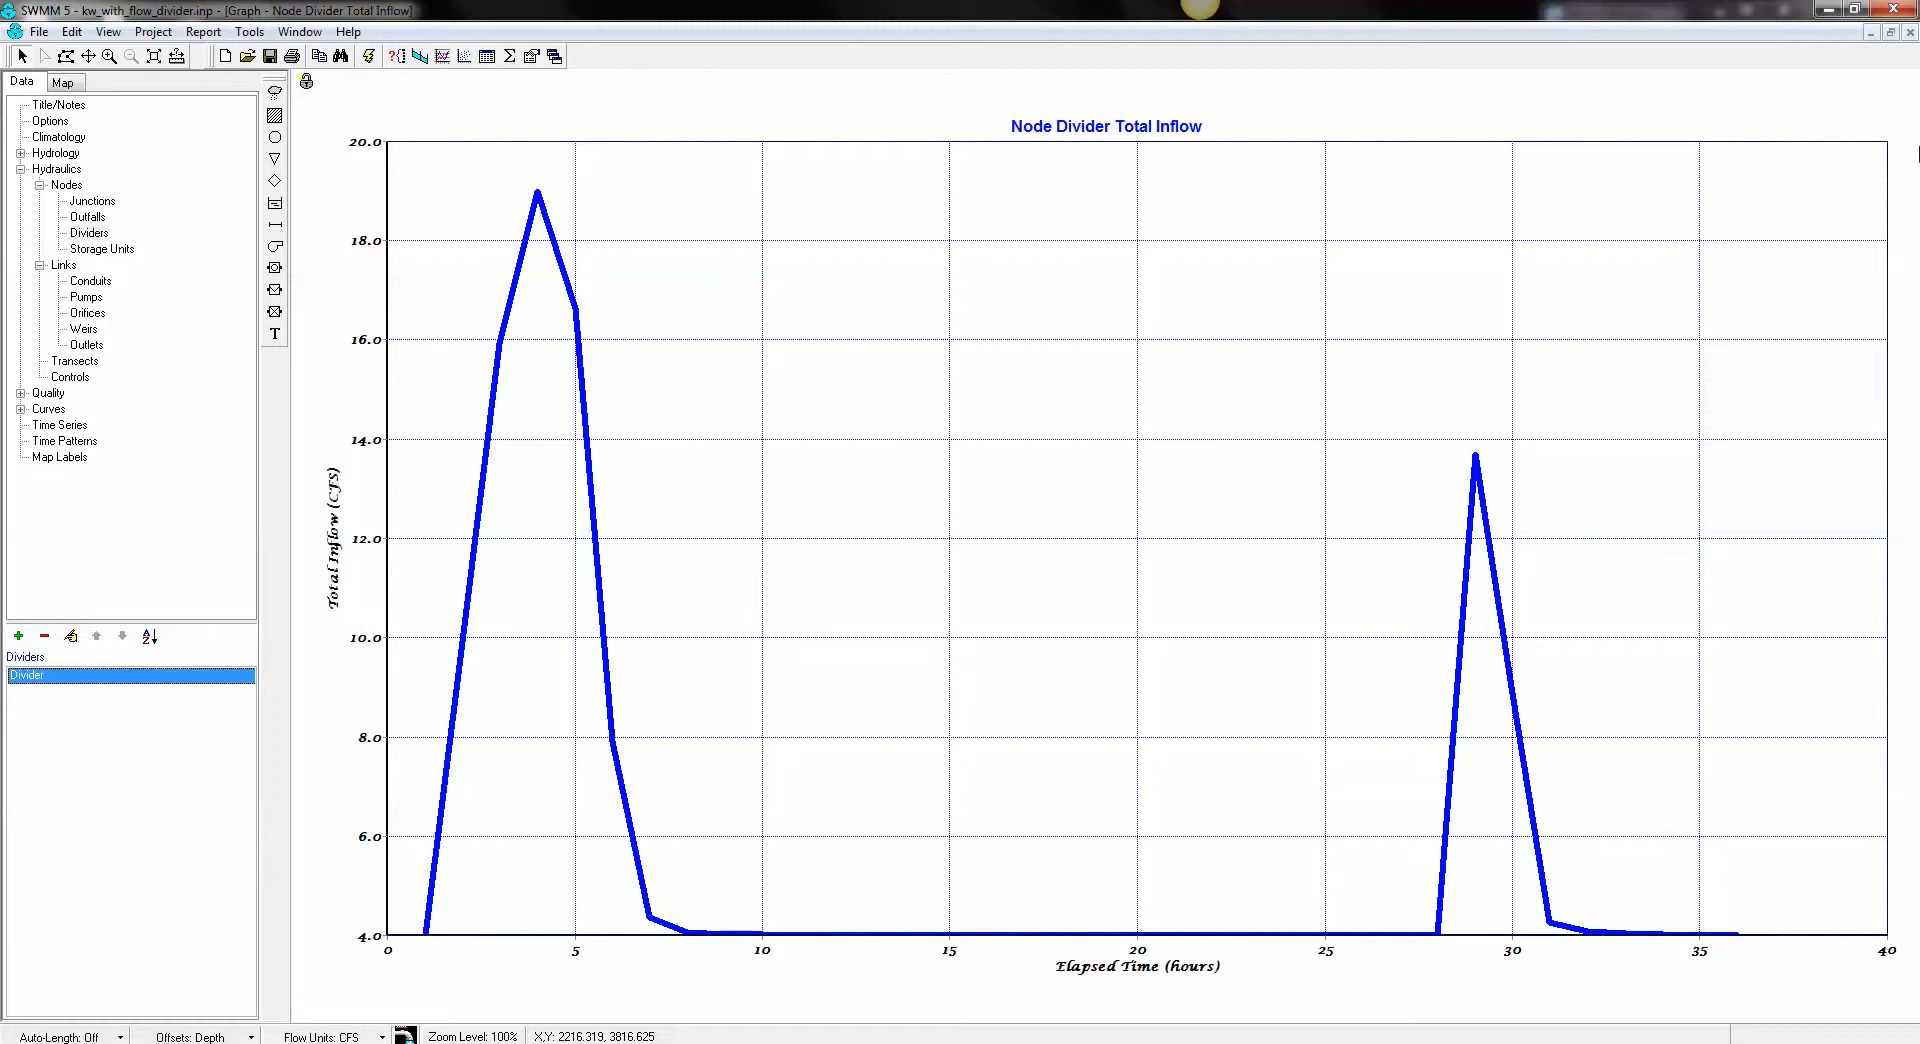 SWMM 5 - kw_with_flow_divider.inp - [Graph - Node Divider Total Inflow]
File Edit View Project Report Tools Window Help
Data Map
Title/Notes
Options
Climatology
Hydrology
Hydraulics
Nodes
Junctions
Outfalls
Dividers
Storage Units
Links
Conduits
Pumps
Orifices
Weirs
Outlets
Transects
Controls
Quality
Curves
Time Series
Time Patterns
Map Labels
T
Dividers
Divider
Node Divider Total Inflow
20.0
18.0
16.0
14.0
12.0
10.0
8.0
6.0
4.0
Total Inflow (CFS)
0 5 10 15 20 25 30 35 40
Elapsed Time (hours)
Auto-Length: Off Offsets: Depth Flow Units: CFS Zoom Level: 100% X,Y: 2216.319, 3816.625